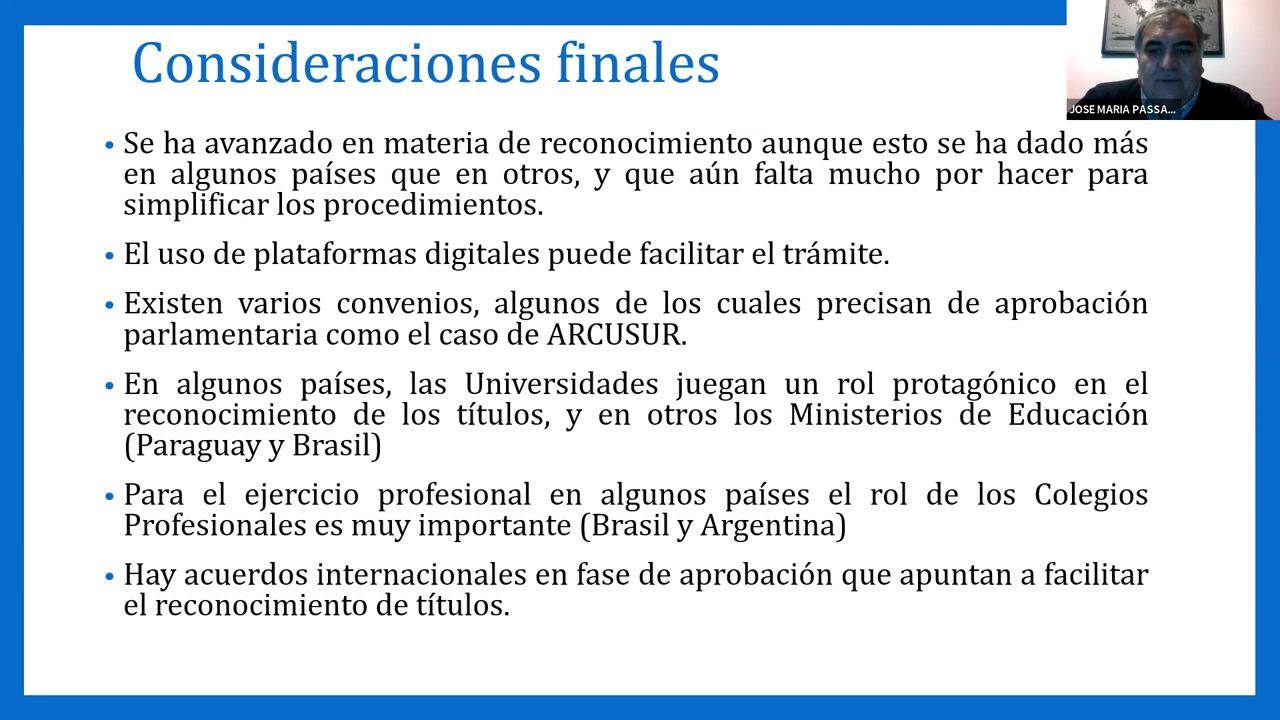 Consideraciones finales
JOSE MARIA PASSA...
• Se ha avanzado en materia de reconocimiento aunque esto se ha dado más
en algunos países que en otros, y que aún falta mucho por hacer para
simplificar los procedimientos.
• El uso de plataformas digitales puede facilitar el trámite.
• Existen varios convenios, algunos de los cuales precisan de aprobación
parlamentaria como el caso de ARCUSUR.
• En algunos países, las Universidades juegan un rol protagónico en el
reconocimiento de los títulos, y en otros los Ministerios de Educación
(Paraguay y Brasil)
• Para el ejercicio profesional en algunos países el rol de los Colegios
Profesionales es muy importante (Brasil y Argentina)
• Hay acuerdos internacionales en fase de aprobación que apuntan a facilitar
el reconocimiento de títulos.